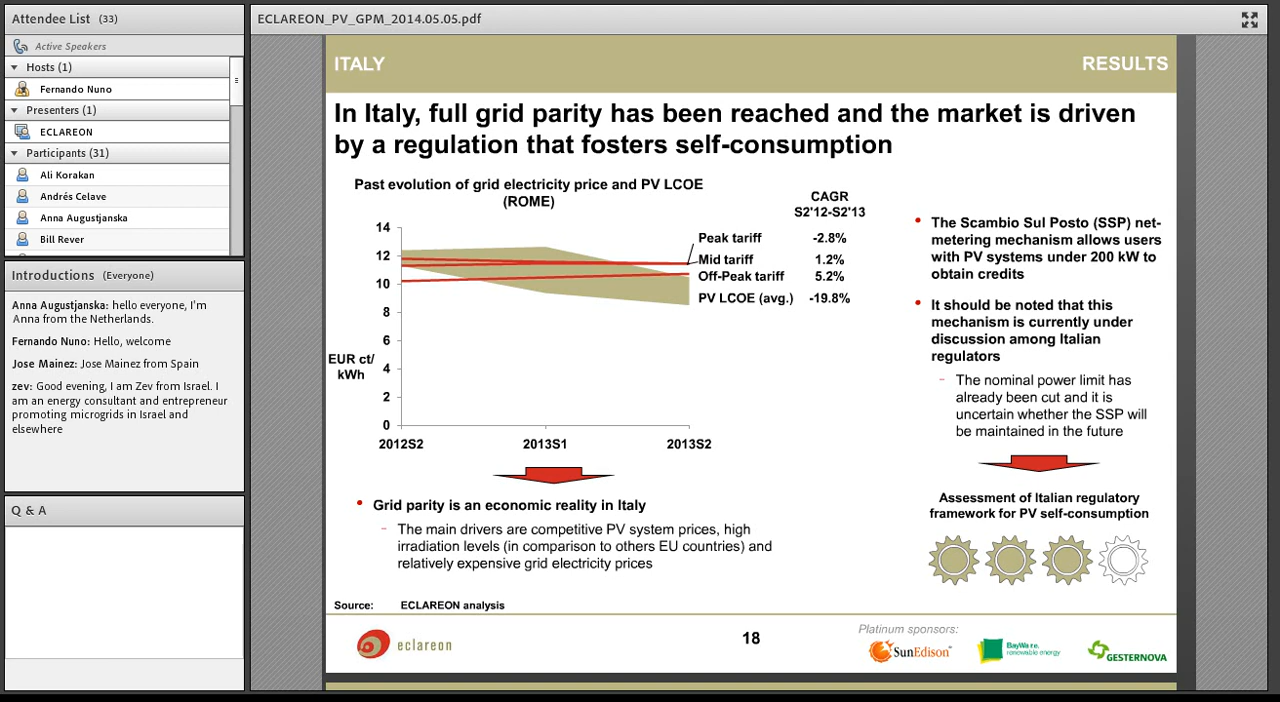 Attendee List (33)
Active Speakers
Hosts (1)
Fernando Nuno
Presenters (1)
ECLAREON
Participants (31)
Ali Korakan
Andrés Celave
Anna Augustjanska
Bill Rever
Introductions (Everyone)
Anna Augustjanska: hello everyone, I'm
Anna from the Netherlands.
Fernando Nuno: Hello, welcome
Jose Mainez: Jose Mainez from Spain
zev: Good evening, I am Zev from Israel. I
am an energy consultant and entrepreneur
promoting microgrids in Israel and
elsewhere
Q & A
ECLAREON_PV_GPM_2014.05.05.pdf
ITALY
RESULTS
In Italy, full grid parity has been reached and the market is driven
by a regulation that fosters self-consumption
Past evolution of grid electricity price and PV LCOE
(ROME)
CAGR
S2'12-S2'13
14
12
10
8
6
4
2
0
EUR ct/
kWh
2012S2
2013S1
2013S2
Peak tariff -2.8%
Mid tariff 1.2%
Off-Peak tariff 5.2%
PV LCOE (avg.) -19.8%
• Grid parity is an economic reality in Italy
– The main drivers are competitive PV system prices, high
irradiation levels (in comparison to others EU countries) and
relatively expensive grid electricity prices
• The Scambio Sul Posto (SSP) net-
metering mechanism allows users
with PV systems under 200 kW to
obtain credits
• It should be noted that this
mechanism is currently under
discussion among Italian
regulators
– The nominal power limit has
already been cut and it is
uncertain whether the SSP will
be maintained in the future
Assessment of Italian regulatory
framework for PV self-consumption
Source: ECLAREON analysis
eclareon
18
Platinum sponsors:
SunEdison
BayWa r.e.
renewable energy
GESTERNOVA